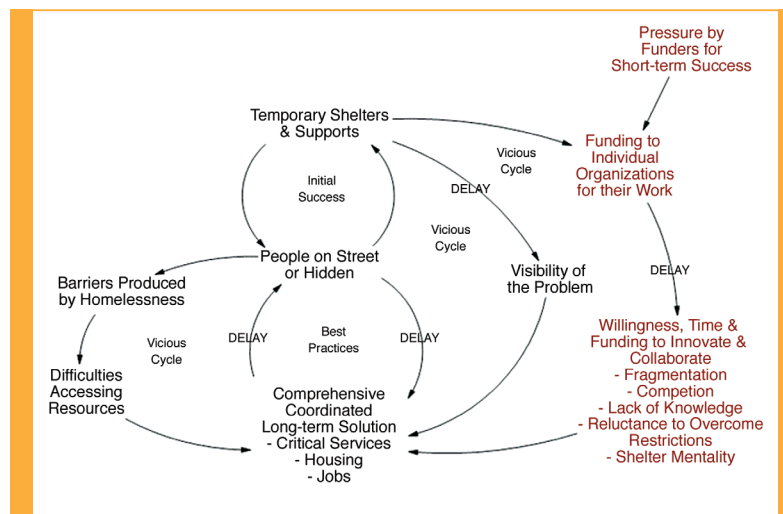 Pressure by
Funders for
Short-term Success
Temporary Shelters
& Supports
Funding to
Individual
Organizations
for their Work
Vicious
Cycle
Initial
Success
DELAY
Vicious
Cycle
People on Street
or Hidden
Visibility of
the Problem
DELAY
Barriers Produced
by Homelessness
Vicious
Cycle
DELAY
Best
Practices
DELAY
Willingness, Time &
Funding to Innovate &
Collaborate
- Fragmentation
- Competion
- Lack of Knowledge
- Reluctance to Overcome
Restrictions
- Shelter Mentality
Difficulties
Accessing
Resources
Comprehensive
Coordinated
Long-term Solution
- Critical Services
- Housing
- Jobs